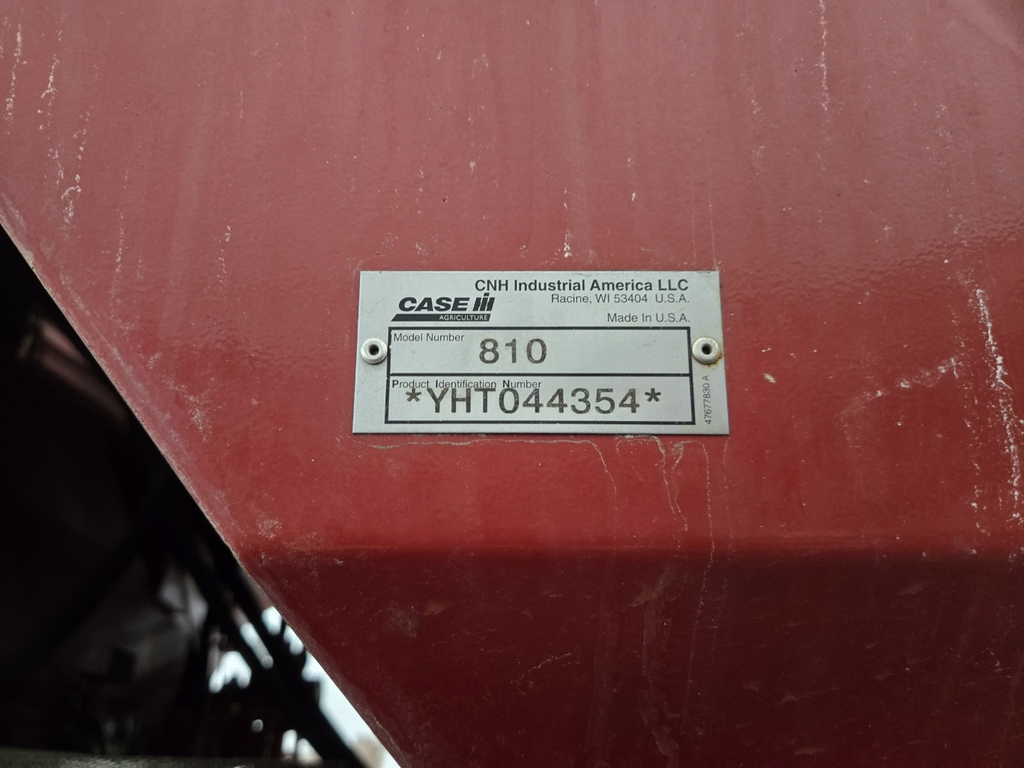 CNH Industrial America LLC
Racine, WI 53404 U.S.A.
CASE IH
AGRICULTURE
Made In U.S.A.
Model Number
810
Product Identification Number
*YHT044354*
47677830 A